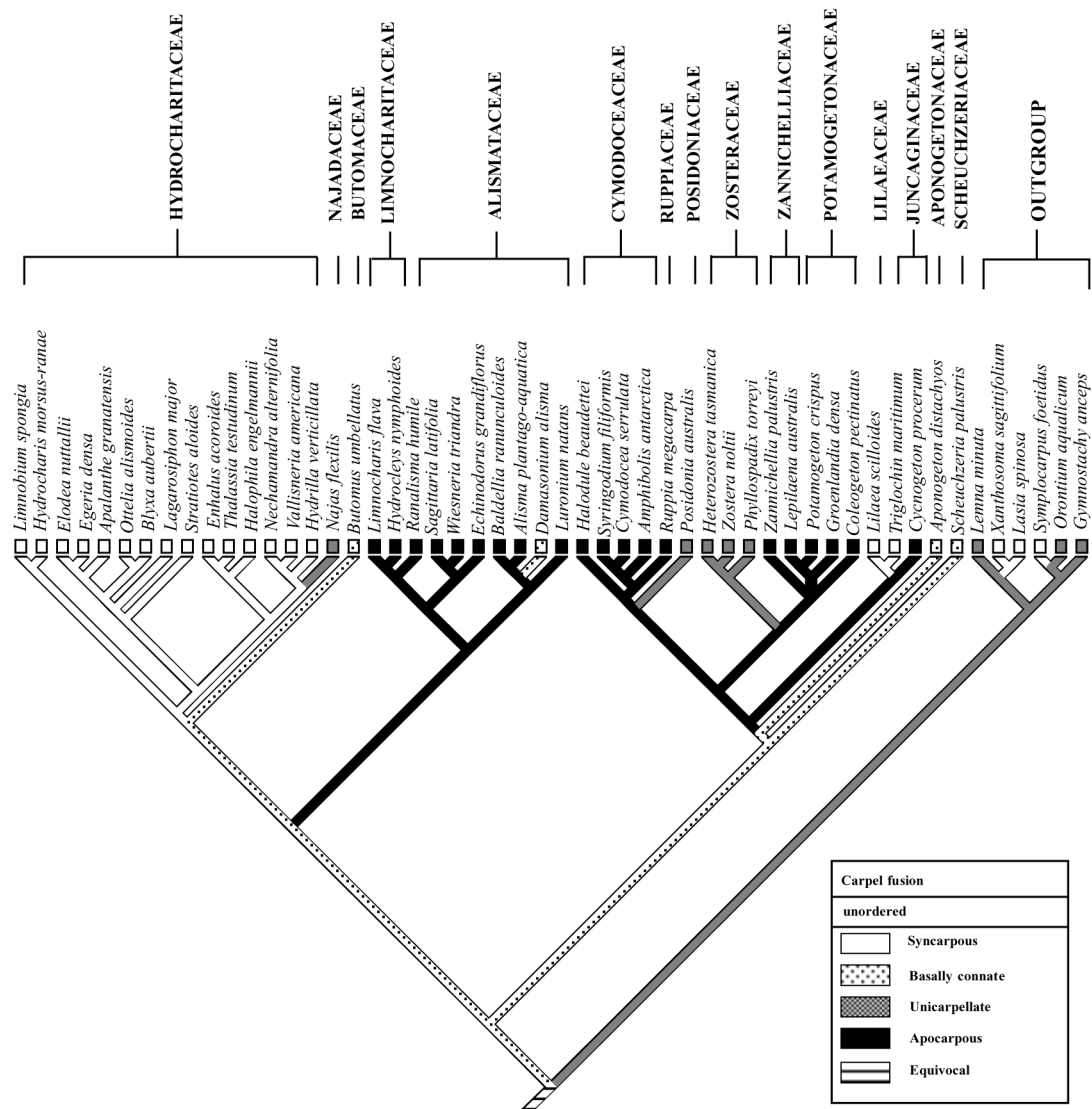 HYDROCHARITACEAE
NAJADACEAE
BUTOMACEAE
LIMNOCHARITACEAE
ALISMATACEAE
CYMODOCEACEAE
RUPPIACEAE
POSIDONIACEAE
ZOSTERACEAE
ZANNICHELLIACEAE
POTAMOGETONACEAE
LILAEACEAE
JUNCAGINACEAE
APONOGETONACEAE
SCHEUCHZERIACEAE
OUTGROUP
Limnobium spongia
Hydrocharis morsus-ranae
Elodea nuttallii
Egeria densa
Apalanthe granatensis
Ottelia alismoides
Blyxa aubertii
Lagarosiphon major
Stratiotes aloides
Enhalus acoroides
Thalassia testudinum
Halophila engelmannii
Nechamandra alternifolia
Vallisneria americana
Hydrilla verticillata
Najas flexilis
Butomus umbellatus
Limnocharis flava
Hydrocleys nymphoides
Ranalisma humile
Sagittaria latifolia
Wiesneria triandra
Echinodorus grandiflorus
Baldellia ranunculoides
Alisma plantago-aquatica
Damasonium alisma
Luronium natans
Halodule beaudettei
Syringodium filiformis
Cymodocea serrulata
Amphibolis antarctica
Ruppia megacarpa
Posidonia australis
Heterozostera tasmanica
Zostera noltii
Phyllospadix torreyi
Zannichellia palustris
Lepilaena australis
Potamogeton crispus
Groenlandia densa
Coleogeton pectinatus
Lilaea scilloides
Triglochin maritimum
Cycnogeton procerum
Aponogeton distachyos
Scheuchzeria palustris
Lemna minuta
Xanthosoma sagittifolium
Lasia spinosa
Symplocarpus foetidus
Orontium aquaticum
Gymnostachy anceps
Carpel fusion
unordered
Syncarpous
Basally connate
Unicarpellate
Apocarpous
Equivocal